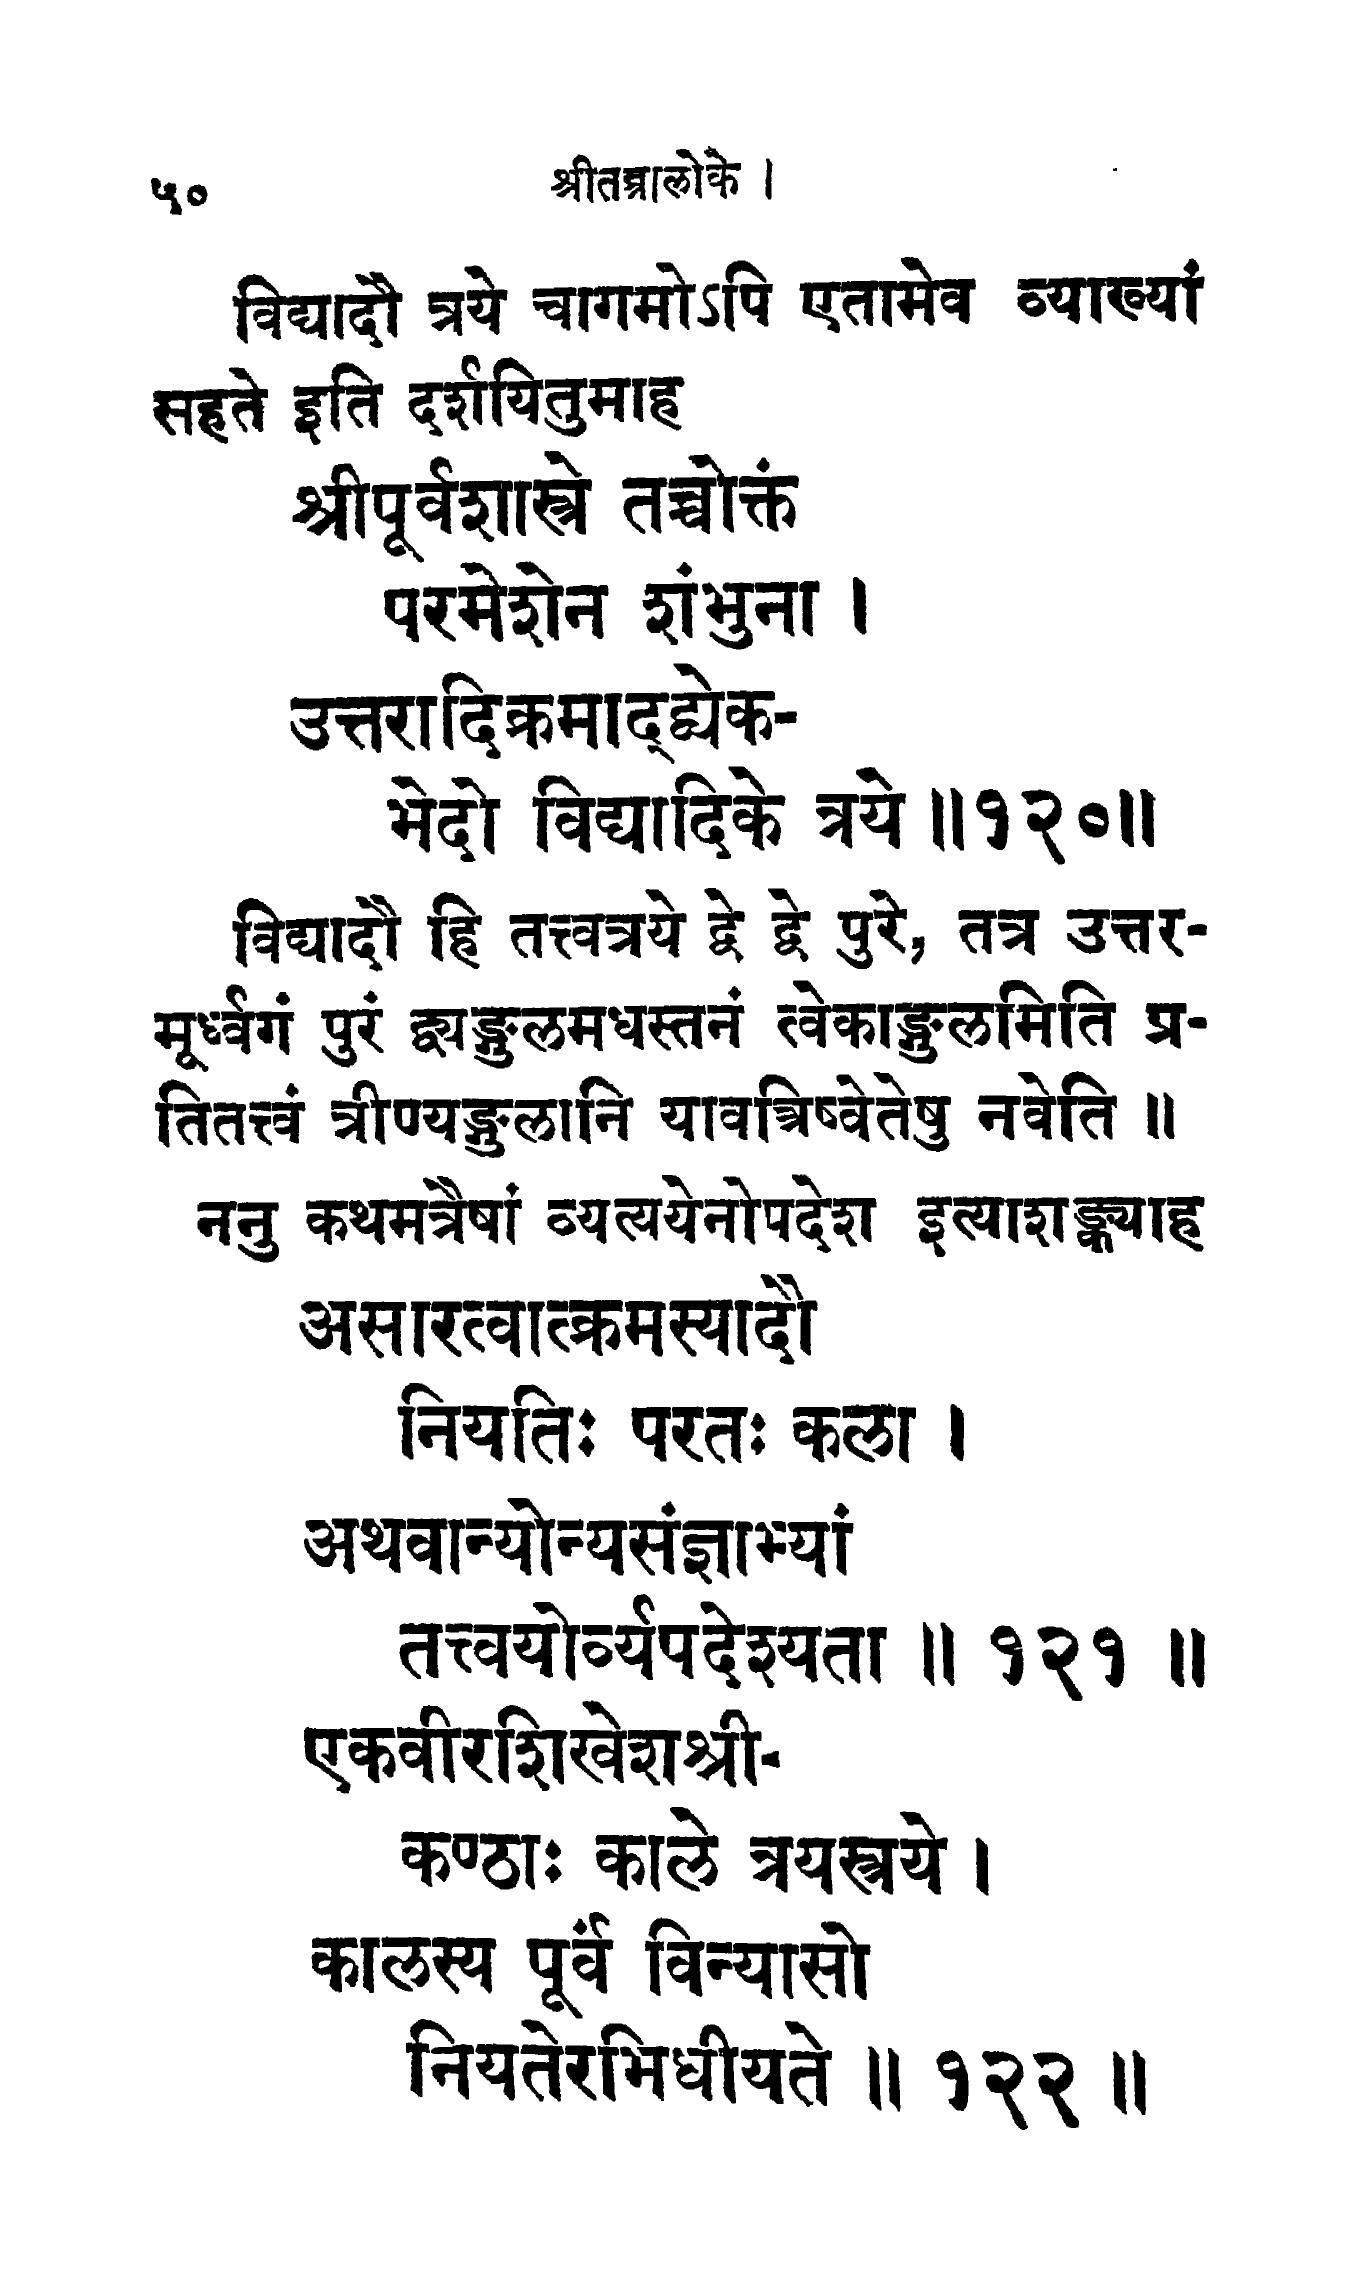 ५० श्रीतन्त्रालोके ।
विद्यादौ त्रये चागमोऽपि एतामेव व्याख्यां
सहते इति दर्शयितुमाह
श्रीपूर्वशास्त्रे तच्चोक्तं
परमेशेन शंभुना ।
उत्तरादिक्रमाद्द्व्येक-
भेदो विद्यादिके त्रये ॥१२०॥
विद्यादौ हि तत्त्वत्रये द्वे द्वे पुरे, तत्र उत्तर-
मूर्ध्वगं पुरं द्व्यङ्गुलमधस्तनं त्वेकाङ्गुलमिति प्र-
तितत्त्वं त्रीण्यङ्गुलानि यावत्त्रिष्वेतेषु नवेति ॥
ननु कथमत्रैषां व्यत्ययेनोपदेश इत्याशङ्क्याह
असारत्वात्क्रमस्यादौ
नियतिः परतः कला ।
अथवान्योन्यसंज्ञाभ्यां
तत्त्वयोर्व्यपदेश्यता ॥ १२१ ॥
एकवीरशिखेशश्री-
कण्ठाः काले त्रयस्त्रये ।
कालस्य पूर्वं विन्यासो
नियतेरभिधीयते ॥ १२२ ॥